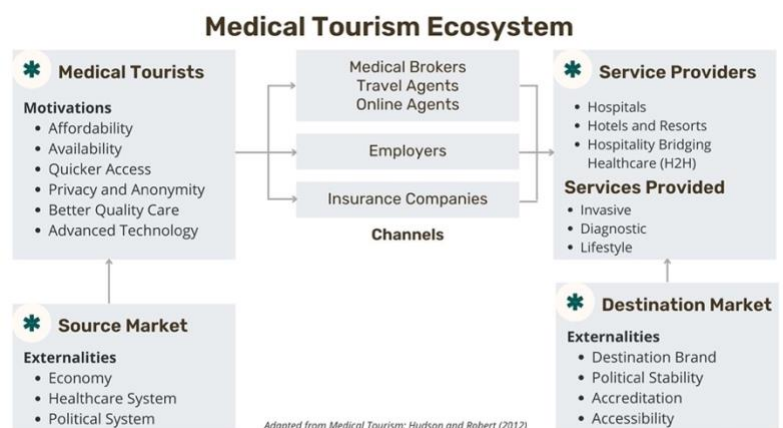 Medical Tourism Ecosystem
Medical Tourists
Motivations
• Affordability
• Availability
• Quicker Access
• Privacy and Anonymity
• Better Quality Care
• Advanced Technology
Medical Brokers
Travel Agents
Online Agents
Employers
Insurance Companies
Channels
Service Providers
• Hospitals
• Hotels and Resorts
• Hospitality Bridging
Healthcare (H2H)
Services Provided
• Invasive
• Diagnostic
• Lifestyle
Source Market
Externalities
• Economy
• Healthcare System
• Political System
Destination Market
Externalities
• Destination Brand
• Political Stability
• Accreditation
• Accessibility
Adapted from Medical Tourism: Hudson and Robert (2012)